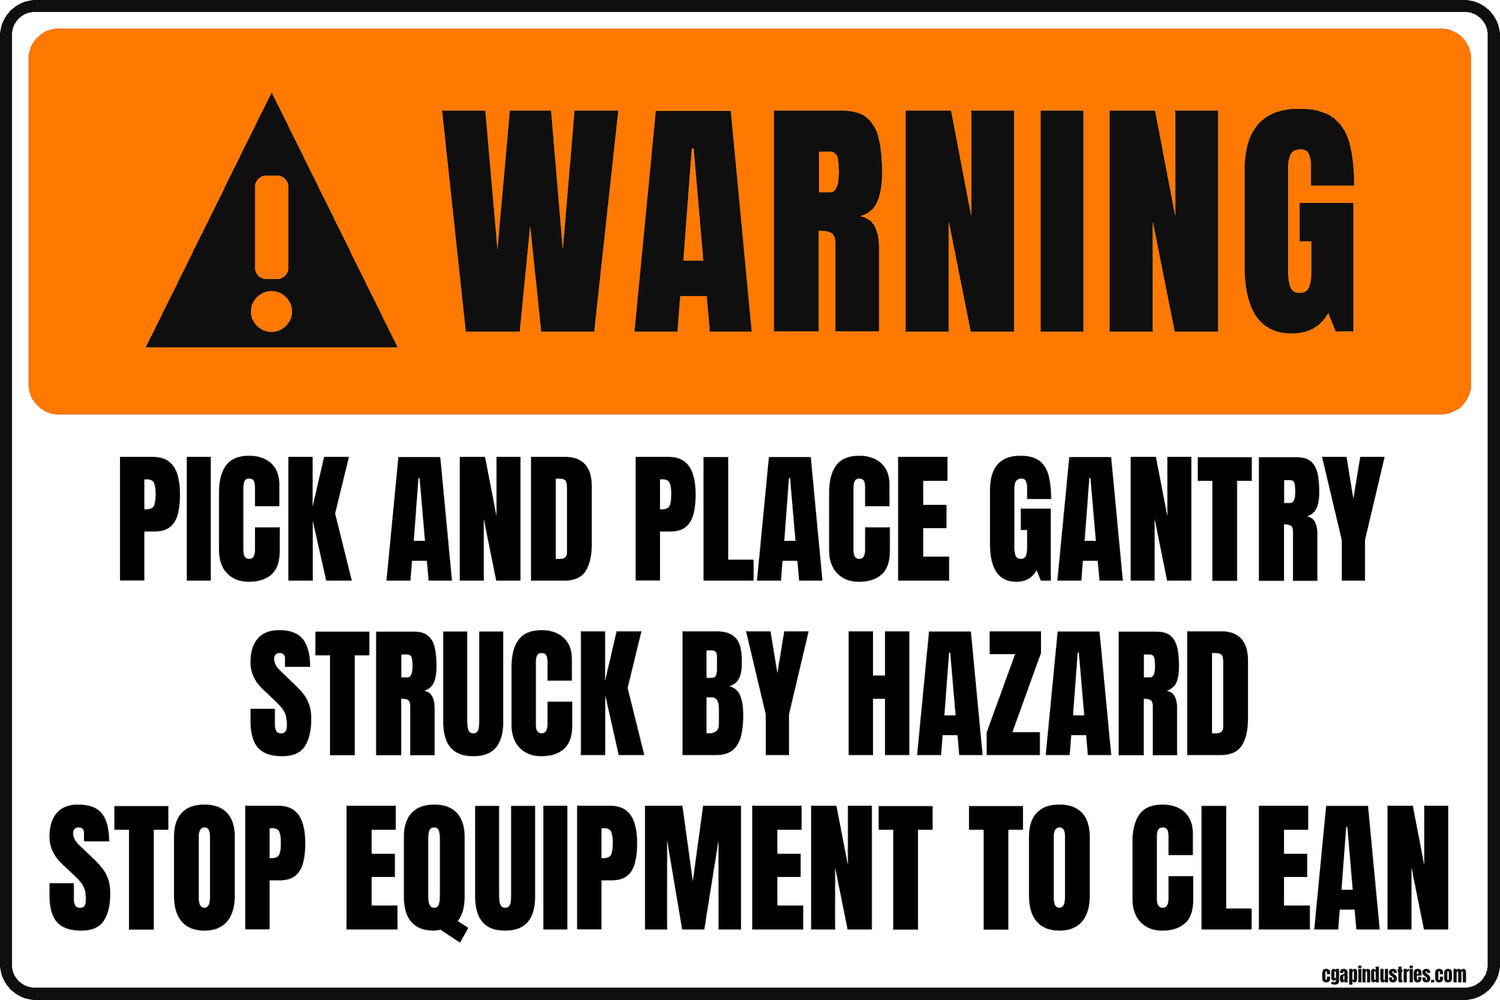 WARNING
PICK AND PLACE GANTRY
STRUCK BY HAZARD
STOP EQUIPMENT TO CLEAN
cgapindustries.com